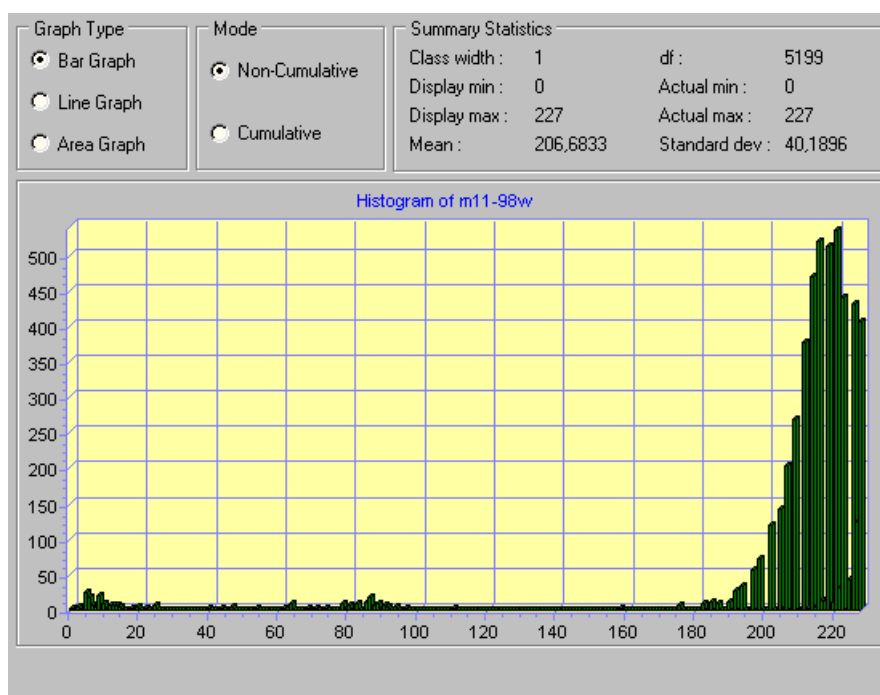 Graph Type
Bar Graph
Line Graph
Area Graph
Mode
Non-Cumulative
Cumulative
Summary Statistics
Class width : 1 df : 5199
Display min : 0 Actual min : 0
Display max : 227 Actual max : 227
Mean : 206,6833 Standard dev : 40,1896
Histogram of m11-98w
500
450
400
350
300
250
200
150
100
50
0
0 20 40 60 80 100 120 140 160 180 200 220